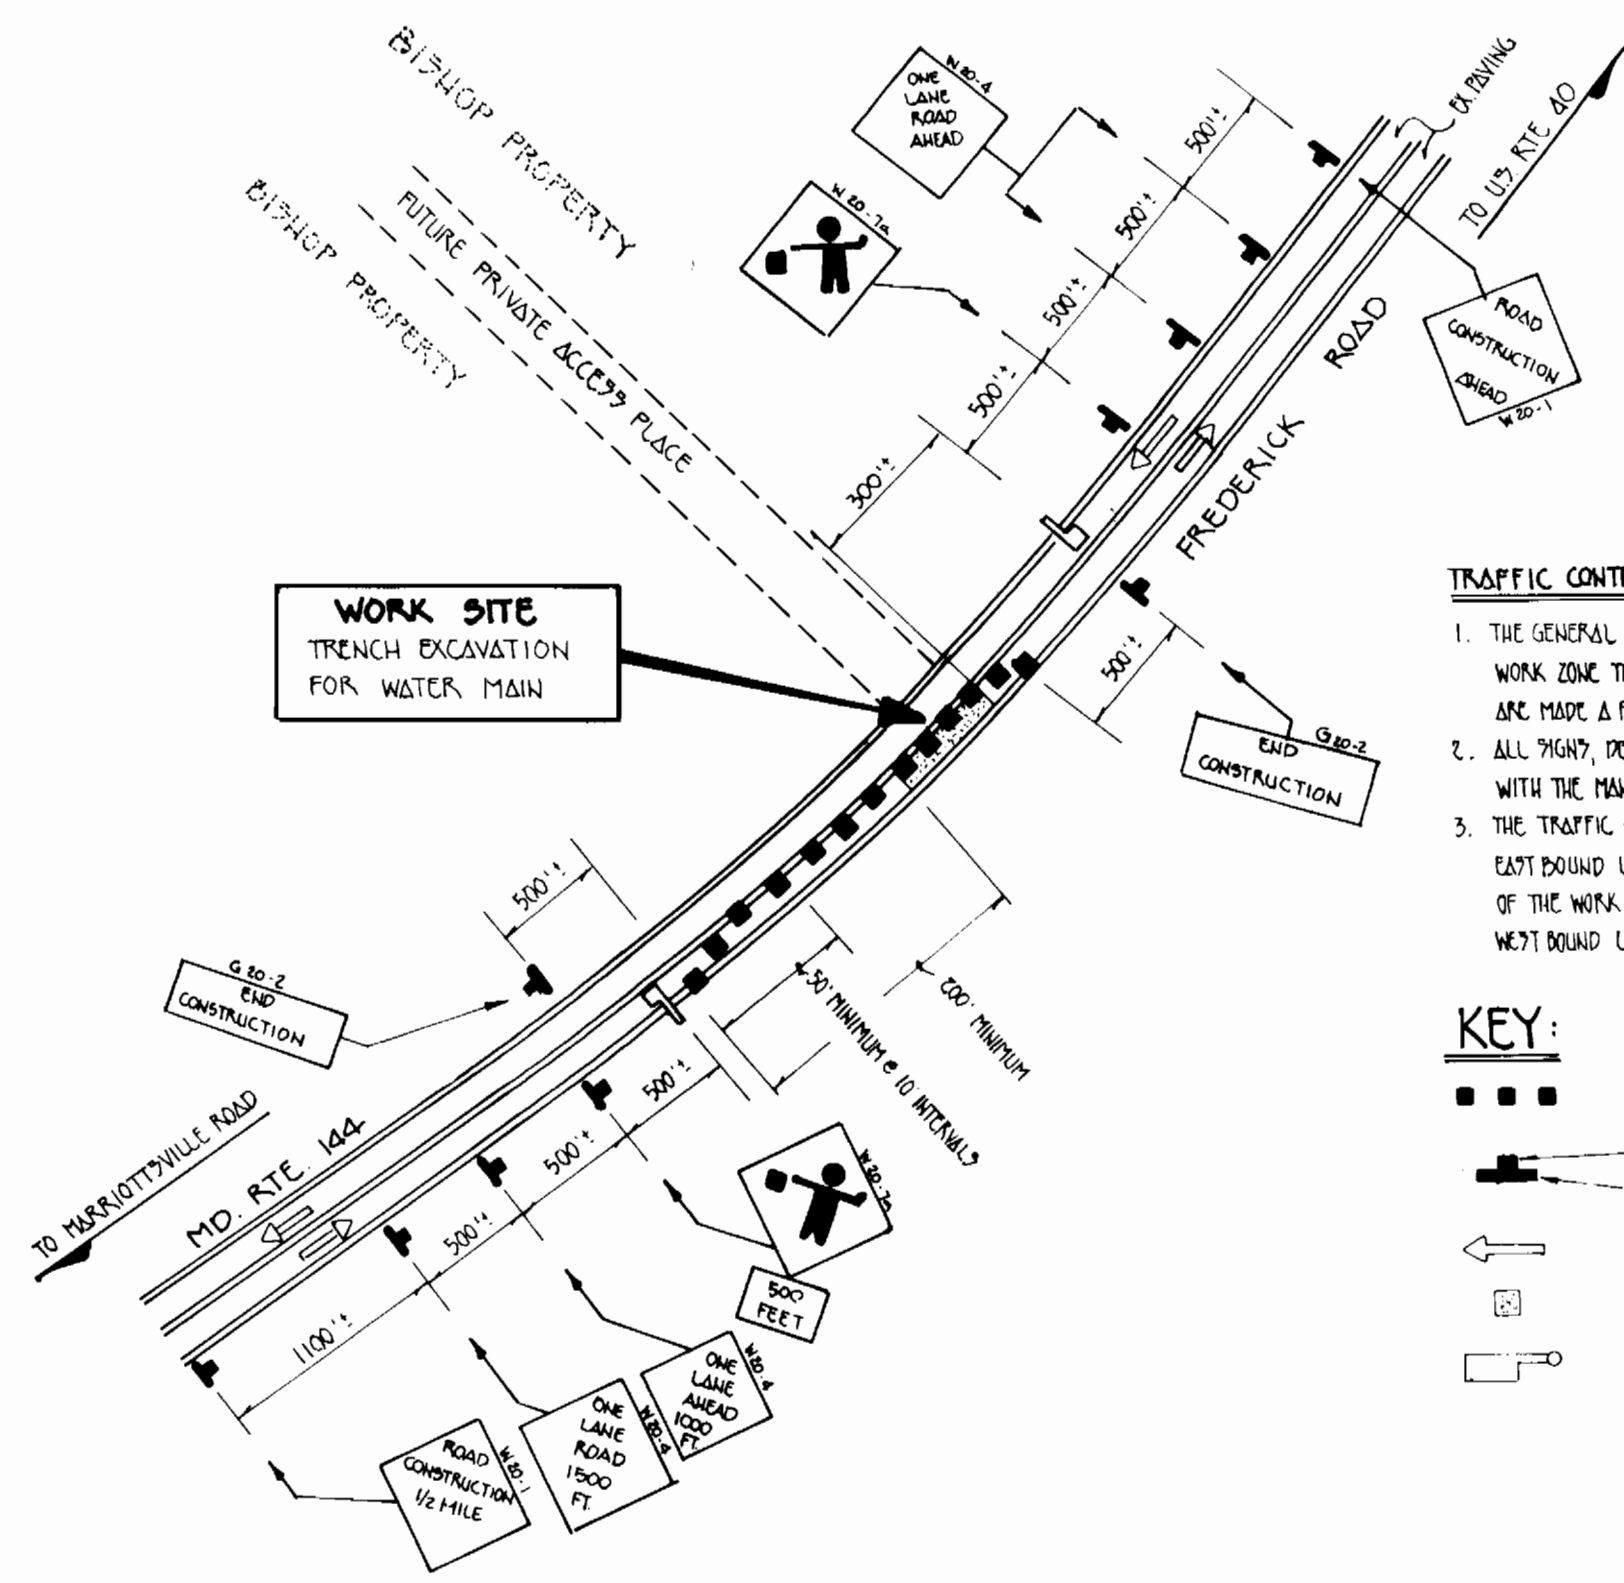 BISHOP PROPERTY
BISHOP PROPERTY
FUTURE PRIVATE ACCESS PLACE
W 20-4
ONE
LANE
ROAD
AHEAD
W 20-7a
500'±
500'±
500'±
500'±
300'±
EX. PAVING
TO U.S. RTE 40
ROAD
CONSTRUCTION
AHEAD
W 20-1
FREDERICK ROAD
WORK SITE
TRENCH EXCAVATION
FOR WATER MAIN
500'±
G 20-2
END
CONSTRUCTION
TRAFFIC CONT
1. THE GENERAL
WORK ZONE T
ARE MADE A
2. ALL SIGNS, DE
WITH THE
3. THE TRAFFIC
EAST BOUND
OF THE WORK
WEST BOUND
KEY:
500'±
G 20-2
END
CONSTRUCTION
200' MINIMUM
50' MINIMUM @ 10' INTERVALS
TO MARRIOTTSVILLE ROAD
MD. RTE. 144
500'±
500'±
500'±
1100'±
W 20-7a
500
FEET
ONE
LANE
AHEAD
1000
FT.
W 20-4
ONE
LANE
ROAD
1500
FT.
W 20-4
ROAD
CONSTRUCTION
1/2 MILE
W 20-1